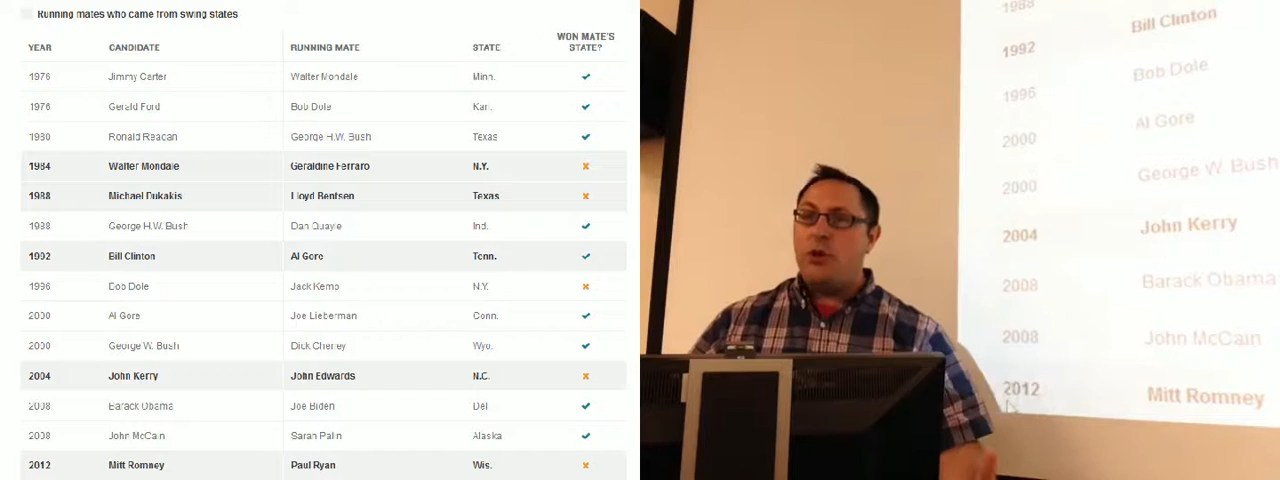 Running mates who came from swing states
YEAR CANDIDATE RUNNING MATE STATE WON MATE'S STATE?
1976 Jimmy Carter Walter Mondale Minn.
1976 Gerald Ford Bob Dole Kan.
1980 Ronald Reagan George H.W. Bush Texas
1984 Walter Mondale Geraldine Ferraro N.Y.
1988 Michael Dukakis Lloyd Bentsen Texas
1988 George H.W. Bush Dan Quayle Ind.
1992 Bill Clinton Al Gore Tenn.
1996 Bob Dole Jack Kemp N.Y.
2000 Al Gore Joe Lieberman Conn.
2000 George W. Bush Dick Cheney Wyo.
2004 John Kerry John Edwards N.C.
2008 Barack Obama Joe Biden Del
2008 John McCain Sarah Palin Alaska
2012 Mitt Romney Paul Ryan Wis.
1988
Bill Clinton
1992 Bob Dole
1996 Al Gore
2000 George W. Bush
2000
2004 John Kerry
2008 Barack Obama
2008 John McCain
2012 Mitt Romney